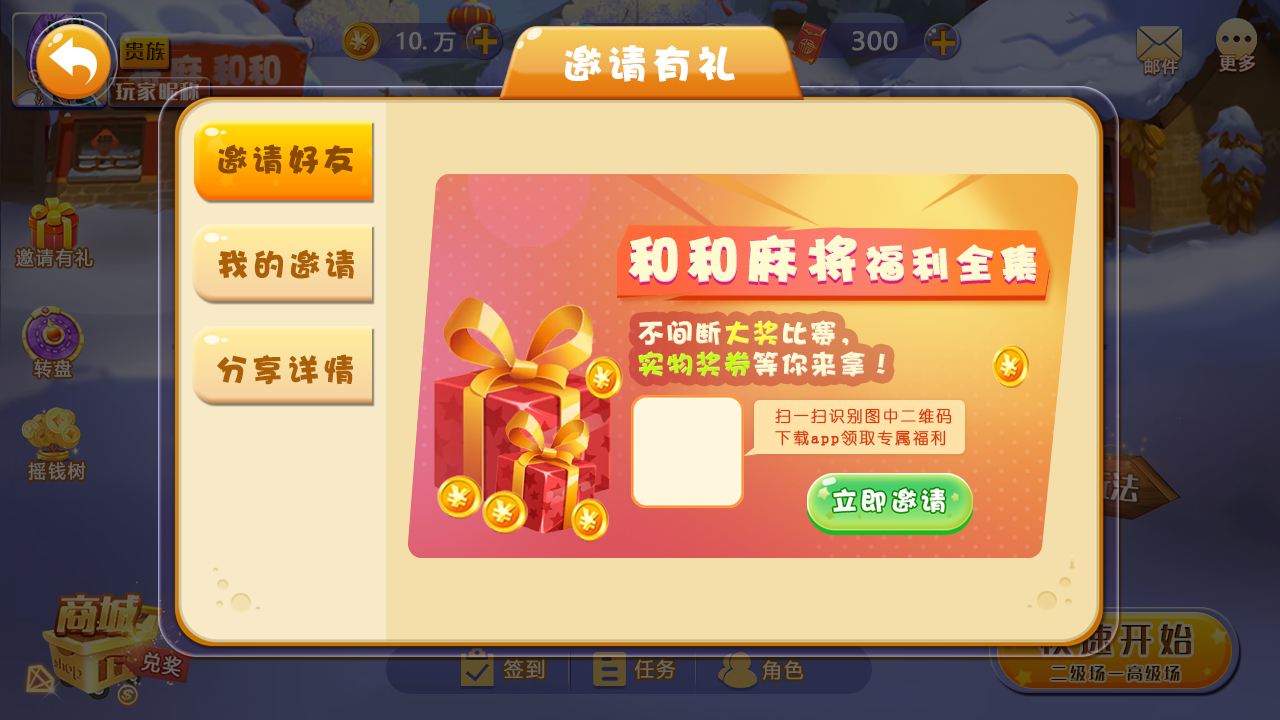 贵族
10.万
300
邮件
更多
玩家昵称
邀请有礼
邀请好友
我的邀请
分享详情
和和麻将福利全集
不间断大奖比赛，
实物奖券等你来拿！
扫一扫识别图中二维码
下载app领取专属福利
立即邀请
邀请有礼
转盘
摇钱树
商城
shop
兑奖
签到
任务
角色
快速开始
二级场—高级场